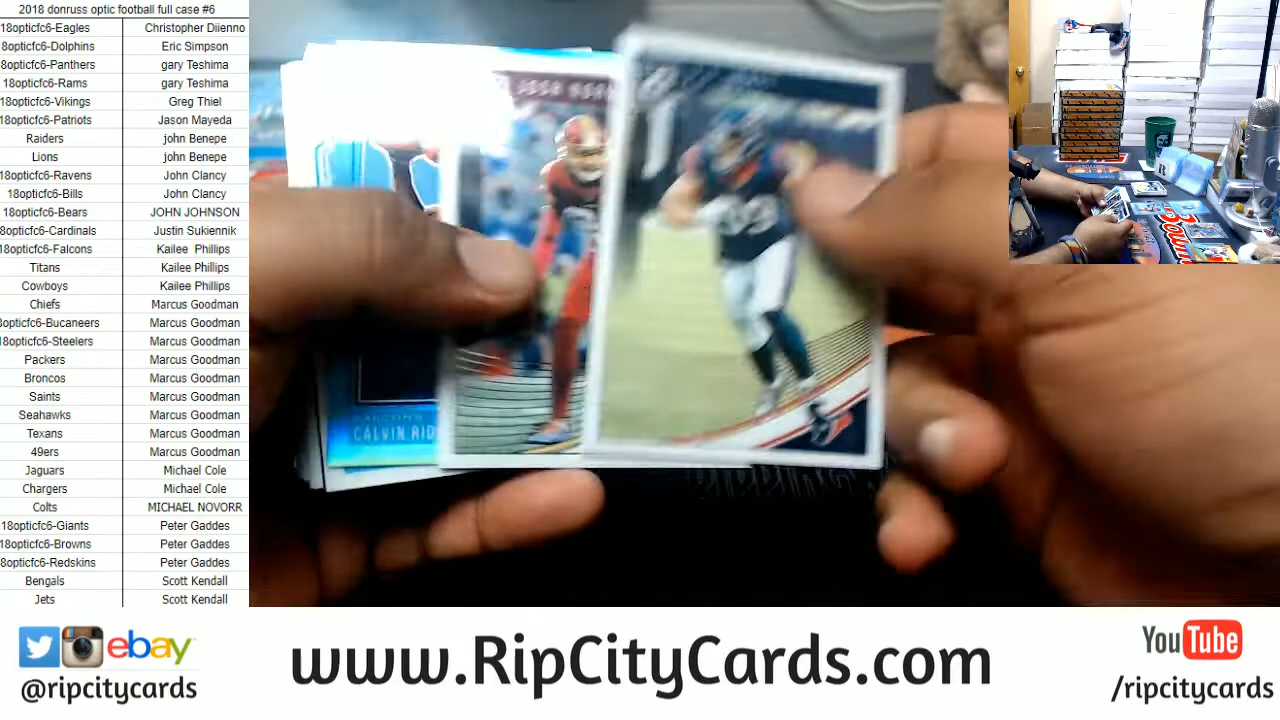 2018 donruss optic football full case #6
18opticfc6-Eagles Christopher Diienno
8opticfc6-Dolphins Eric Simpson
8opticfc6-Panthers gary Teshima
18opticfc6-Rams gary Teshima
18opticfc6-Vikings Greg Thiel
18opticfc6-Patriots Jason Mayeda
Raiders john Benepe
Lions john Benepe
18opticfc6-Ravens John Clancy
18opticfc6-Bills John Clancy
18opticfc6-Bears JOHN JOHNSON
8opticfc6-Cardinals Justin Sukiennik
18opticfc6-Falcons Kailee Phillips
Titans Kailee Phillips
Cowboys Kailee Phillips
Chiefs Marcus Goodman
8opticfc6-Bucaneers Marcus Goodman
18opticfc6-Steelers Marcus Goodman
Packers Marcus Goodman
Broncos Marcus Goodman
Saints Marcus Goodman
Seahawks Marcus Goodman
Texans Marcus Goodman
49ers Marcus Goodman
Jaguars Michael Cole
Chargers Michael Cole
Colts MICHAEL NOVORR
18opticfc6-Giants Peter Gaddes
18opticfc6-Browns Peter Gaddes
8opticfc6-Redskins Peter Gaddes
Bengals Scott Kendall
Jets Scott Kendall
JOSH
99
CALVIN RID
ebay
@ripcitycards
www.RipCityCards.com
YouTube
/ripcitycards